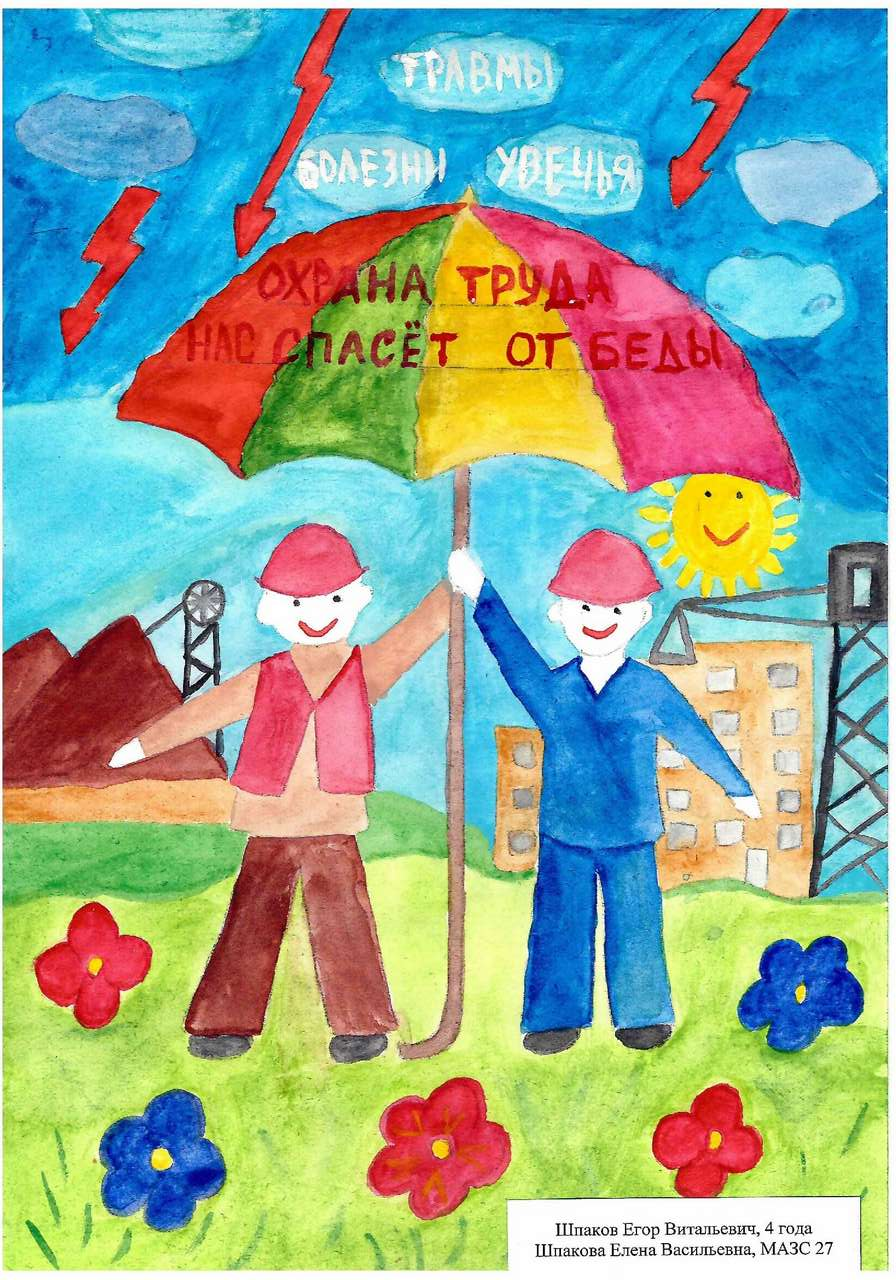 ТРАВМЫ
БОЛЕЗНИ УВЕЧЬЯ
ОХРАНА ТРУДА
НАС СПАСЁТ ОТ БЕДЫ
Шпаков Егор Витальевич, 4 года
Шпакова Елена Васильевна, МАЗС 27